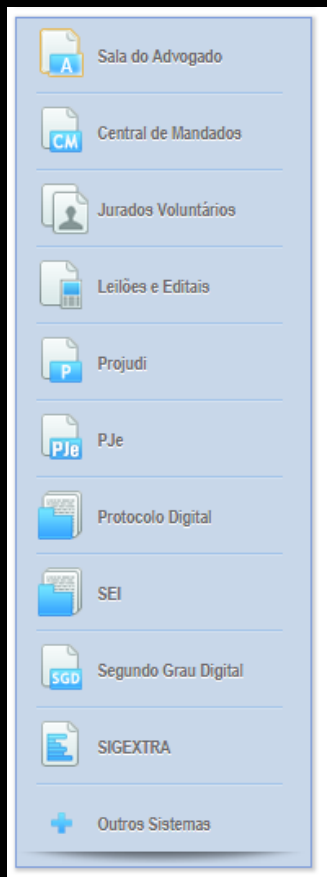 A Sala do Advogado
CM Central de Mandados
Jurados Voluntários
Leilões e Editais
P Projudi
PJe PJe
Protocolo Digital
SEI
SGD Segundo Grau Digital
SIGEXTRA
Outros Sistemas